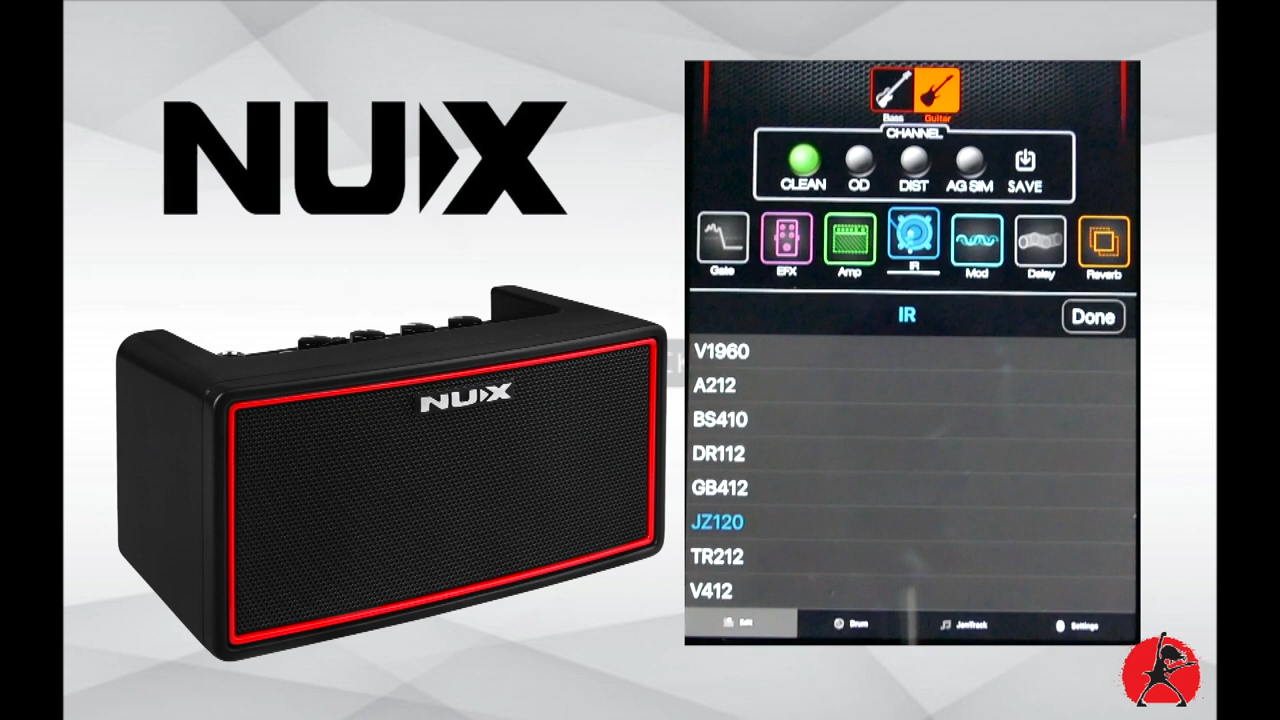 NUX
NUX
Bass Guitar
CHANNEL
CLEAN OD DIST AG SIM SAVE
Gate EFX Amp IR Mod Delay Reverb
IR Done
V1960
A212
BS410
DR112
GB412
JZ120
TR212
V412
Edit Drum JamTrack Settings